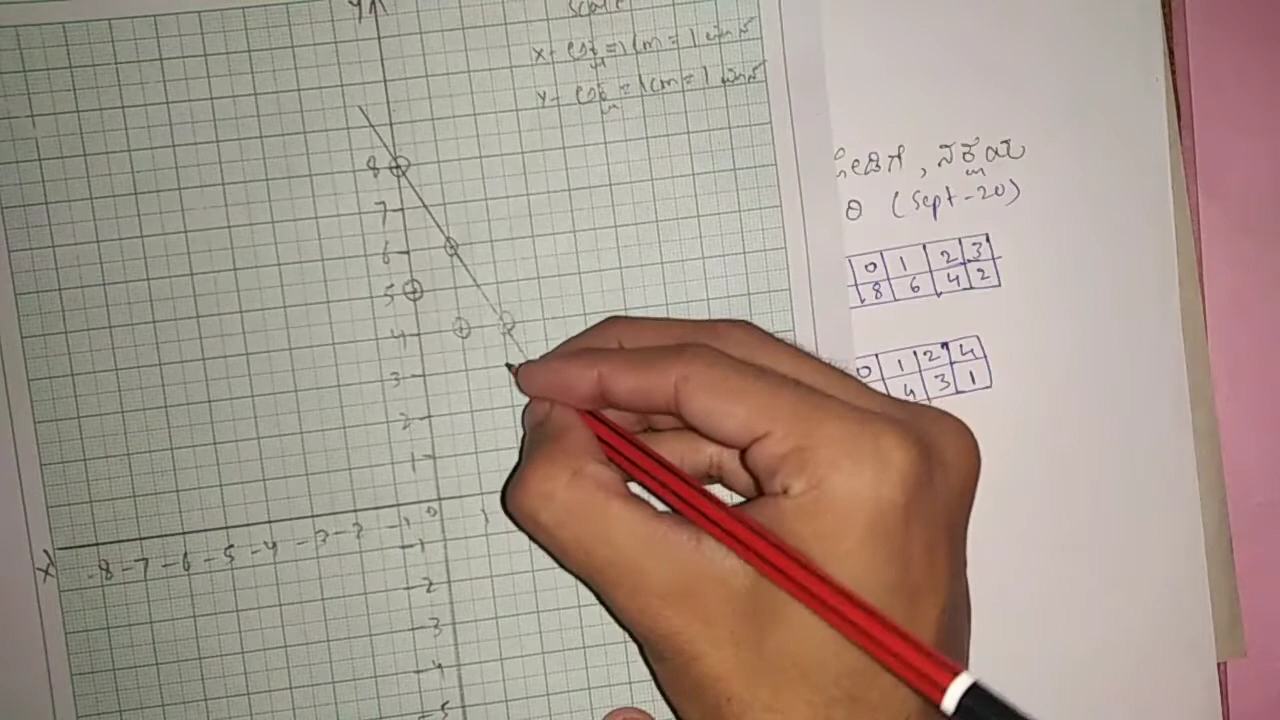 Y
Scale
X- ಅಕ್ಷ = 1cm = 1 ಮಾನ
Y- ಅಕ್ಷ = 1cm = 1 ಮಾನ
8
7
6
5
4
3
2
1
X' -8 -7 -6 -5 -4 -3 -2 -1 0 1
-1
-2
-3
-4
-5
ನಕ್ಷೆಯ
(Sept-20)
0 1 2 3
8 6 4 2
0 1 2 4
4 3 1